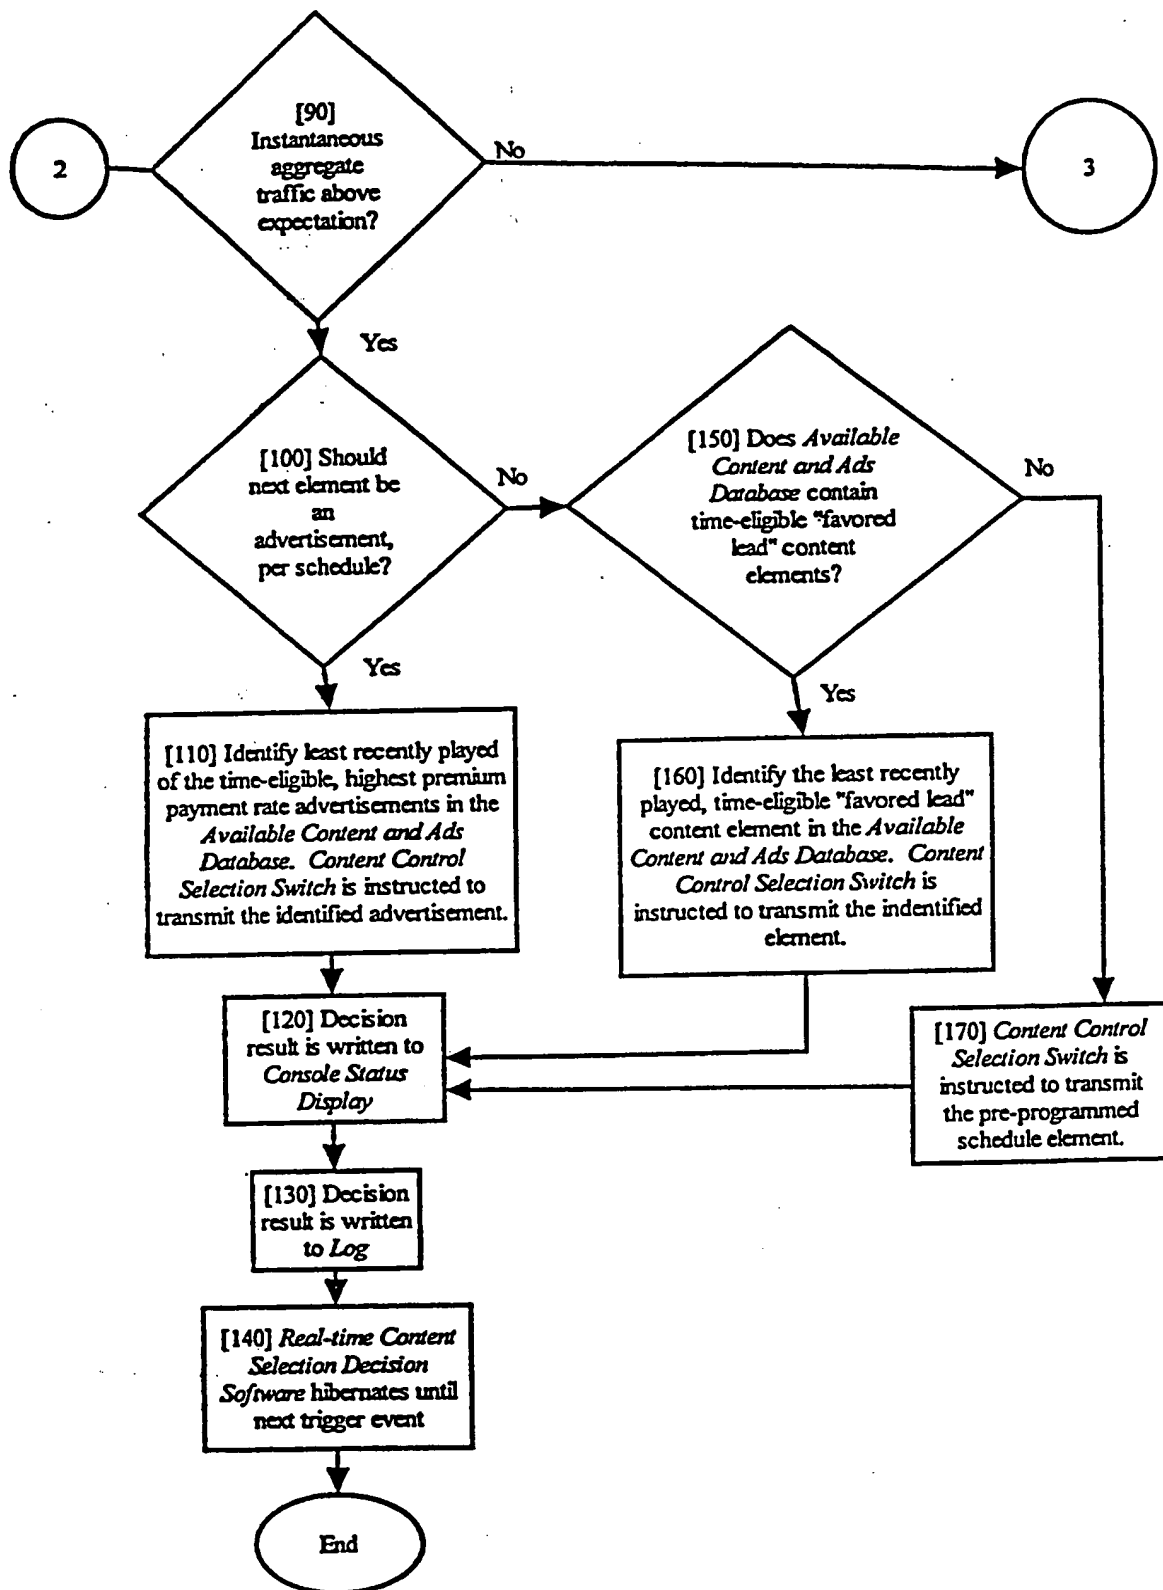 [90]
Instantaneous
aggregate
traffic above
expectation?
2
No
3
Yes
[100] Should
next element be
an
advertisement,
per schedule?
No
[150] Does Available
Content and Ads
Database contain
time-eligible "favored
lead" content
elements?
No
Yes
Yes
[110] Identify least recently played
of the time-eligible, highest premium
payment rate advertisements in the
Available Content and Ads
Database. Content Control
Selection Switch is instructed to
transmit the identified advertisement.
[160] Identify the least recently
played, time-eligible "favored lead"
content element in the Available
Content and Ads Database. Content
Control Selection Switch is
instructed to transmit the indentified
element.
[120] Decision
result is written to
Console Status
Display
[170] Content Control
Selection Switch is
instructed to transmit
the pre-programmed
schedule element.
[130] Decision
result is written
to Log
[140] Real-time Content
Selection Decision
Software hibernates until
next trigger event
End